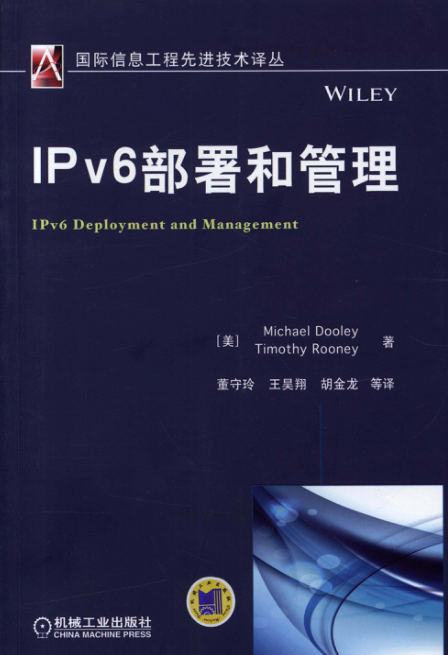 国际信息工程先进技术译丛
WILEY
IPv6部署和管理
IPv6 Deployment and Management
[美] Michael Dooley
Timothy Rooney 著
董守玲 王昊翔 胡金龙 等译
机械工业出版社
CHINA MACHINE PRESS